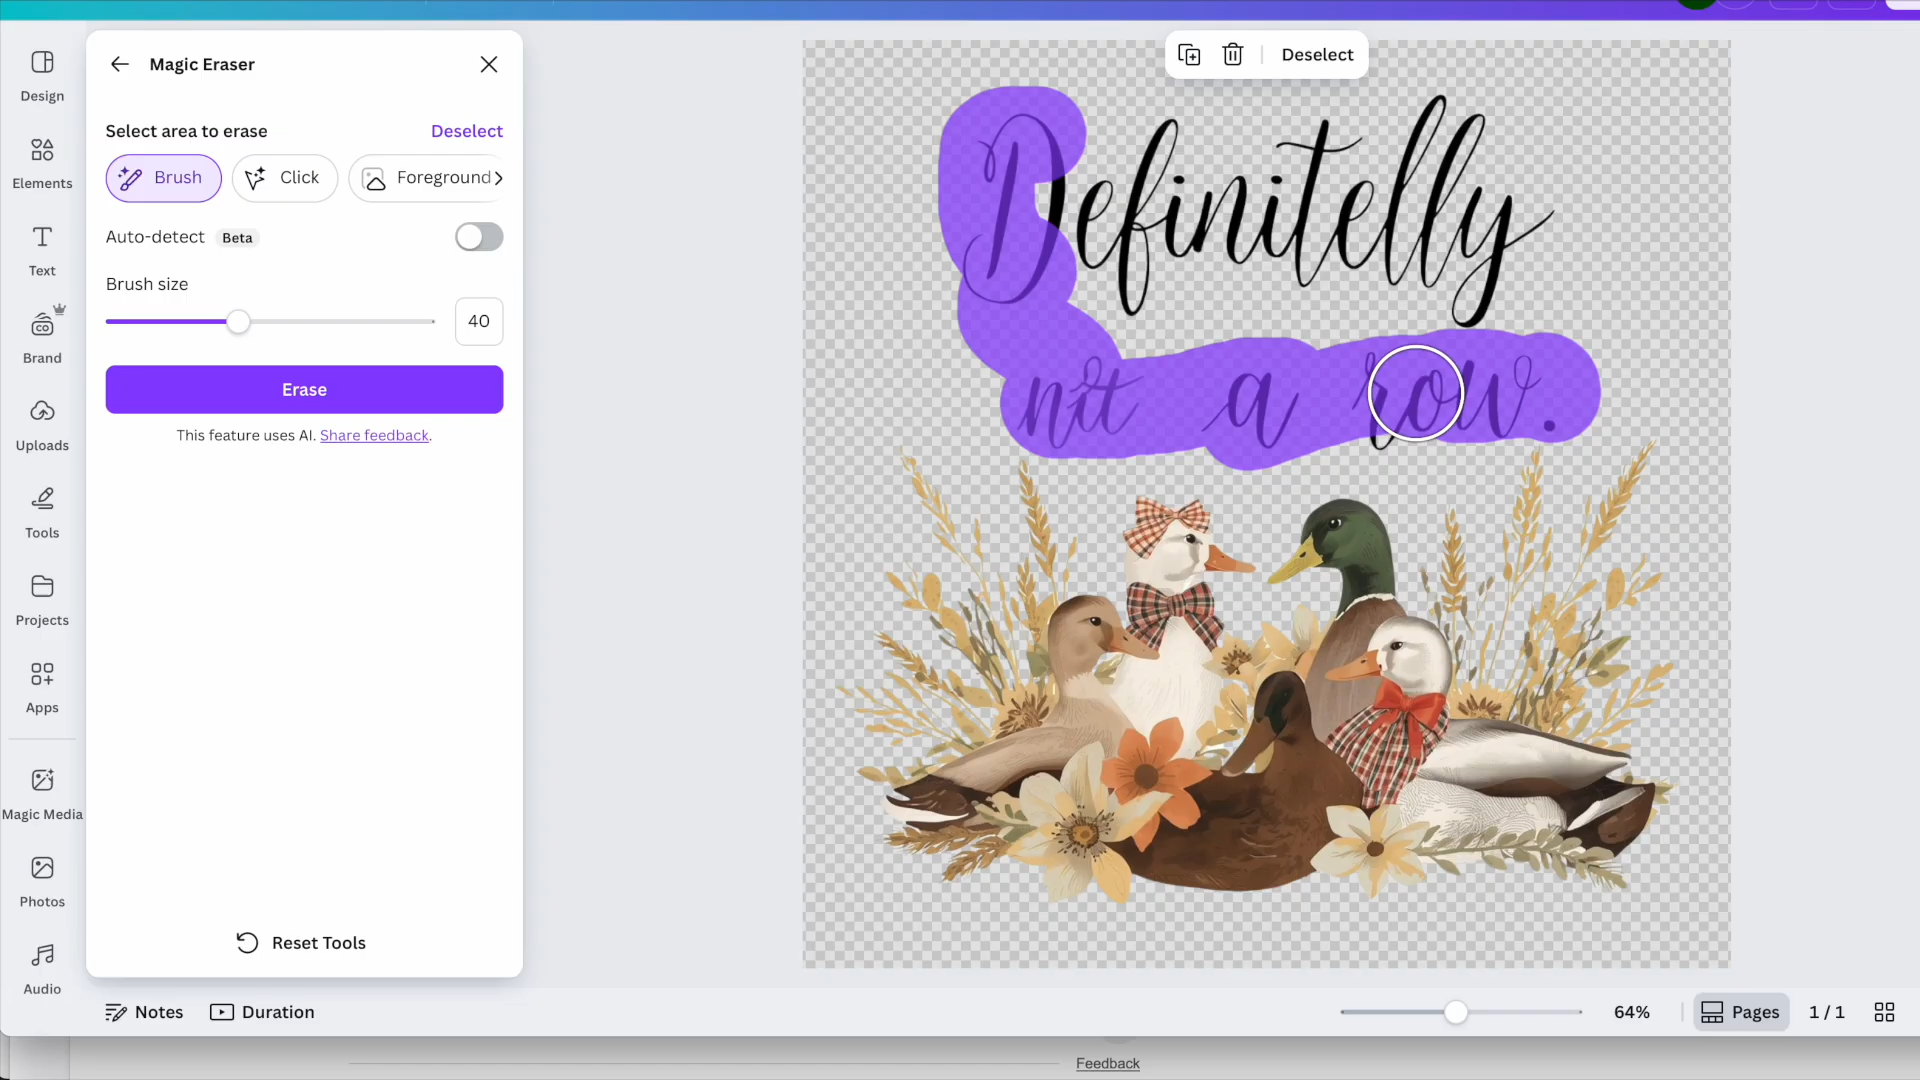 Design
Elements
Text
Brand
Uploads
Tools
Projects
Apps
Magic Media
Photos
Audio
Magic Eraser
Select area to erase
Deselect
Brush
Click
Foreground
Auto-detect
Beta
Brush size
40
Erase
This feature uses AI. Share feedback.
Reset Tools
Deselect
Definitelly
nit a row.
Notes
Duration
64%
Pages
1 / 1
Feedback